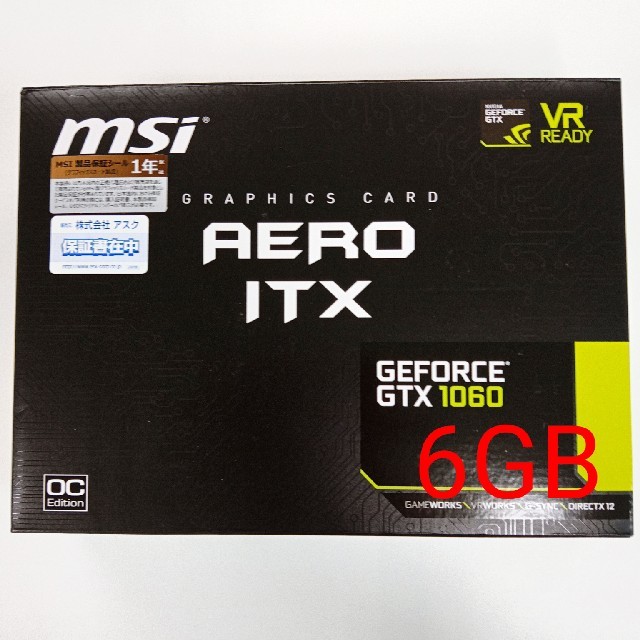 msi®
NVIDIA
GEFORCE
GTX
VR
READY
MSI 製品保証シール
1年
GRAPHICS CARD
株式会社 アスク
保証書在中
AERO
ITX
GEFORCE®
GTX 1060
6GB
OC
Edition
GAMEWORKS \ VRWORKS \ G-SYNC \ DIRECTX 12